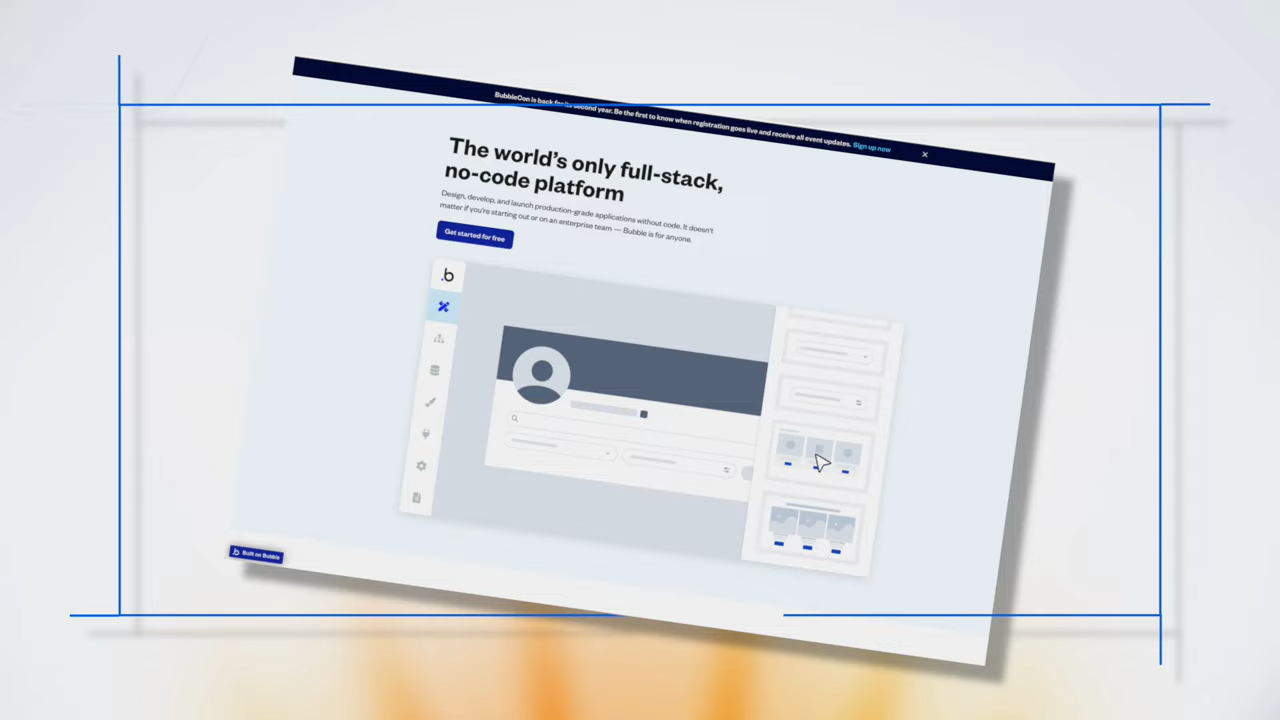 BubbleCon is back for its second year. Be the first to know when registration goes live and receive all event updates. Sign up now
The world's only full-stack,
no-code platform
Design, develop, and launch production-grade applications without code. It doesn't
matter if you're starting out or on an enterprise team — Bubble is for anyone.
Get started for free
.b
.b Built on Bubble